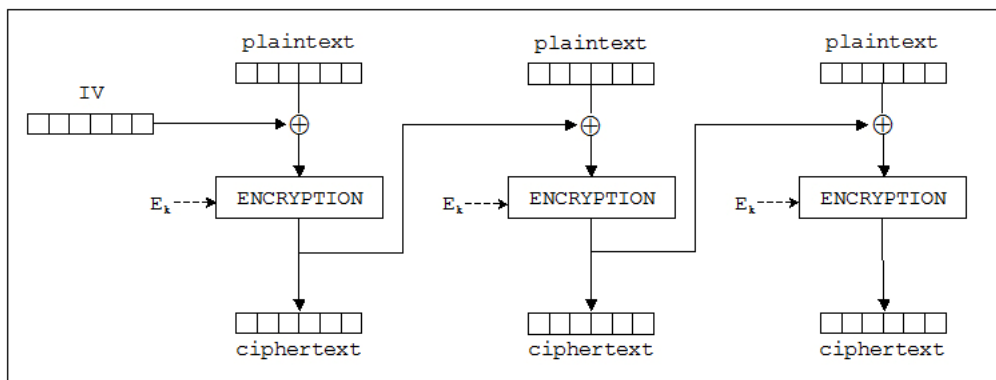 plaintext
plaintext
plaintext
IV
Ek
ENCRYPTION
Ek
ENCRYPTION
Ek
ENCRYPTION
ciphertext
ciphertext
ciphertext